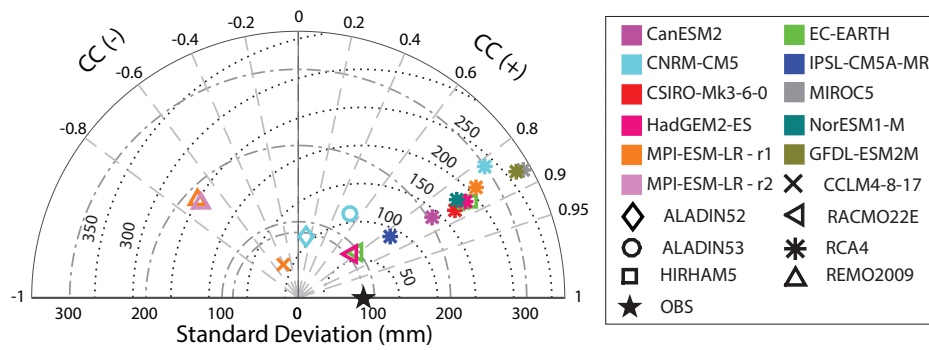 -1
-0.8
-0.6
-0.4
-0.2
0
0.2
0.4
0.6
0.8
0.9
0.95
1
CC (-)
CC (+)
350
300
50
100
150
200
250
300 200 100 0 50 100 150 200 250 300
Standard Deviation (mm)
CanESM2
CNRM-CM5
CSIRO-Mk3-6-0
HadGEM2-ES
MPI-ESM-LR - r1
MPI-ESM-LR - r2
ALADIN52
ALADIN53
HIRHAM5
OBS
EC-EARTH
IPSL-CM5A-MR
MIROC5
NorESM1-M
GFDL-ESM2M
CCLM4-8-17
RACMO22E
RCA4
REMO2009